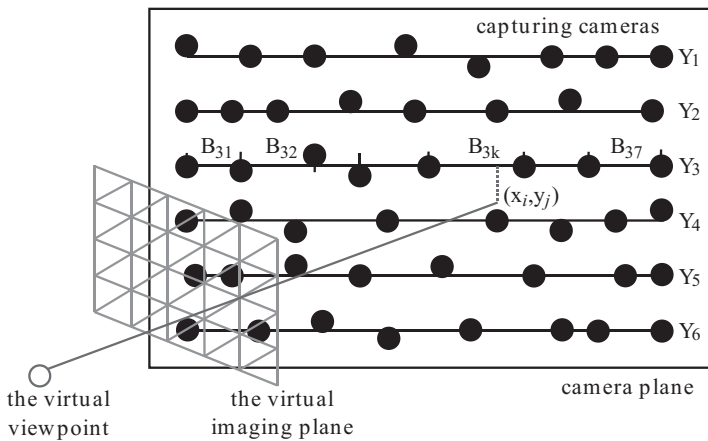 capturing cameras
Y1
Y2
B31 B32 B3k B37
Y3
(xi,yj)
Y4
Y5
Y6
the virtual viewpoint
the virtual imaging plane
camera plane